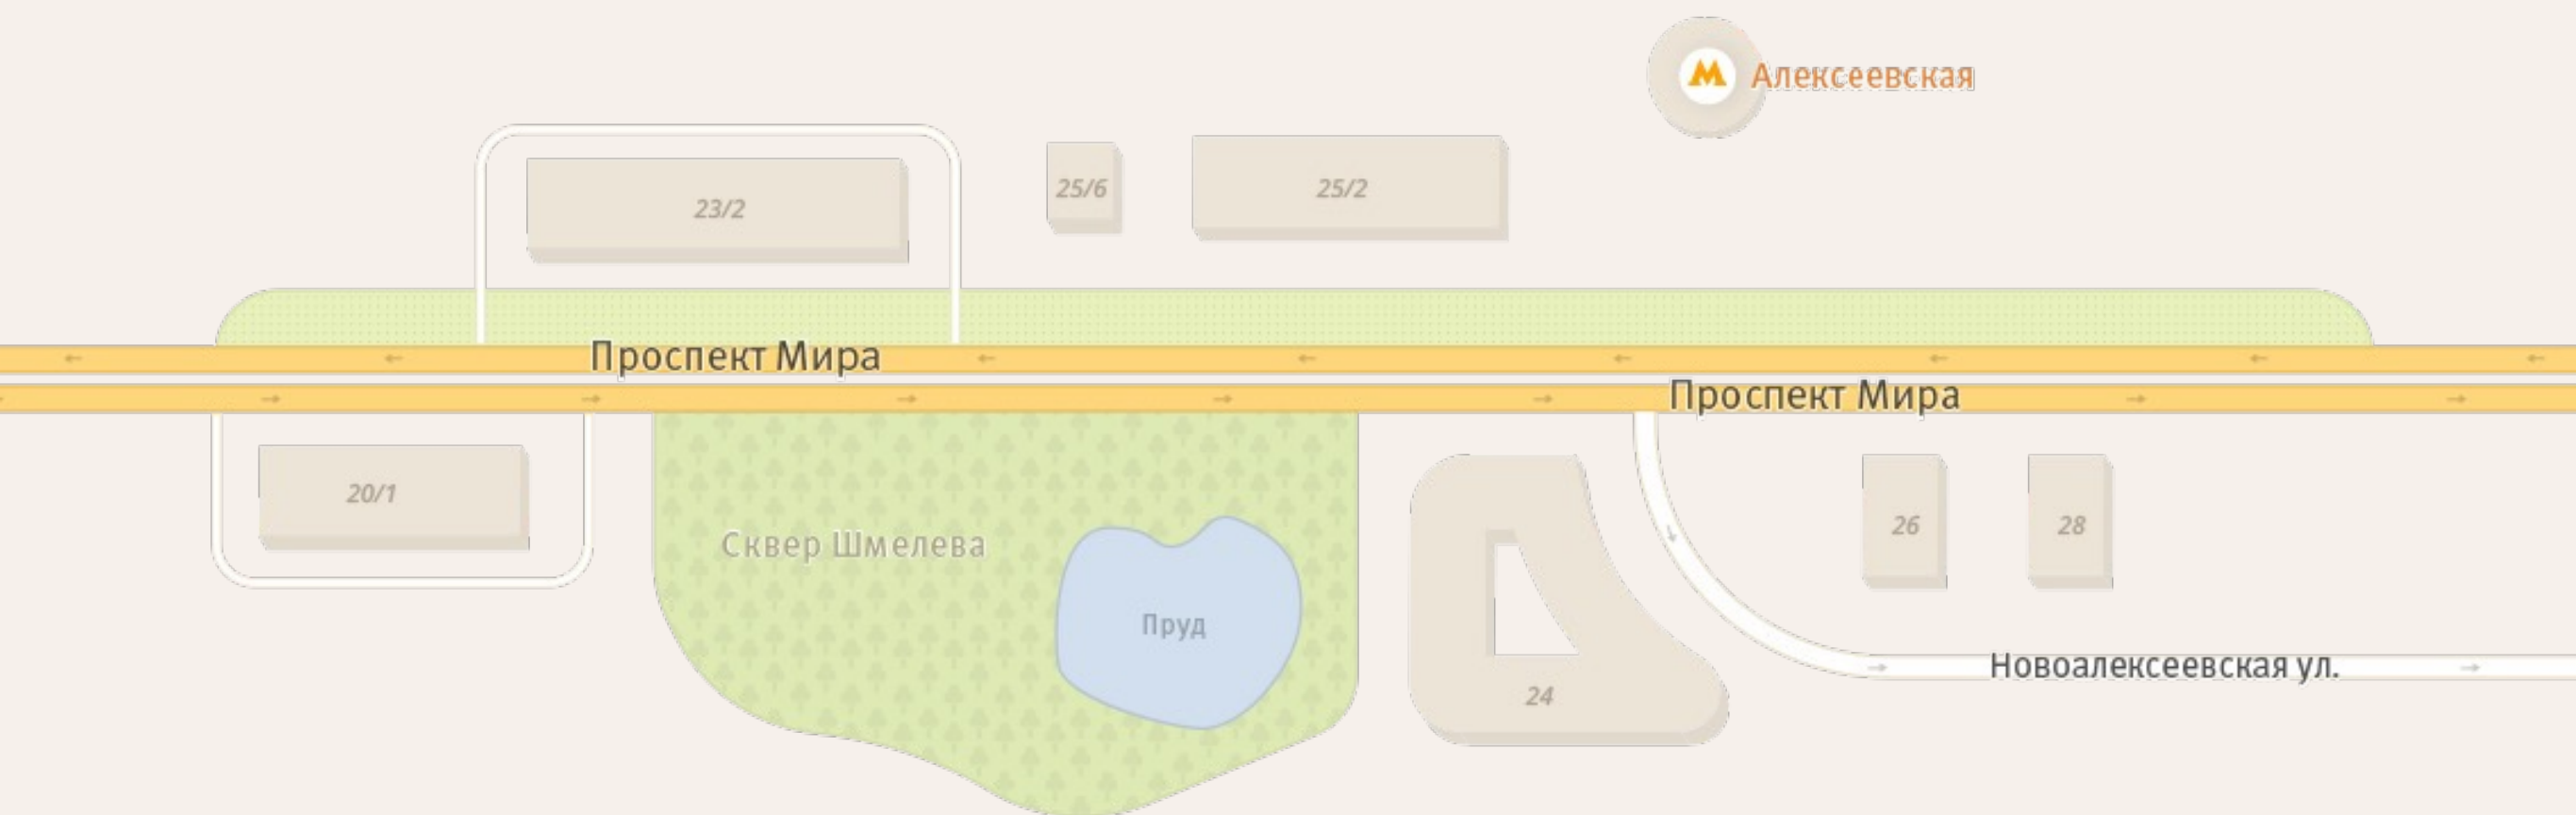 Алексеевская
23/2
25/6
25/2
Проспект Мира
Проспект Мира
20/1
Сквер Шмелева
Пруд
24
26
28
Новоалексеевская ул.